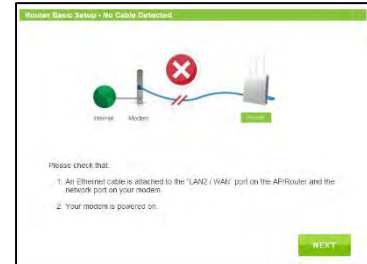 Router Basic Setup - No Cable Detected
Internet
Modem
Router
Please check that:
1. An Ethernet cable is attached to the "LAN2 / WAN" port on the AP/Router and the
network port on your modem.
2. Your modem is powered on.
NEXT